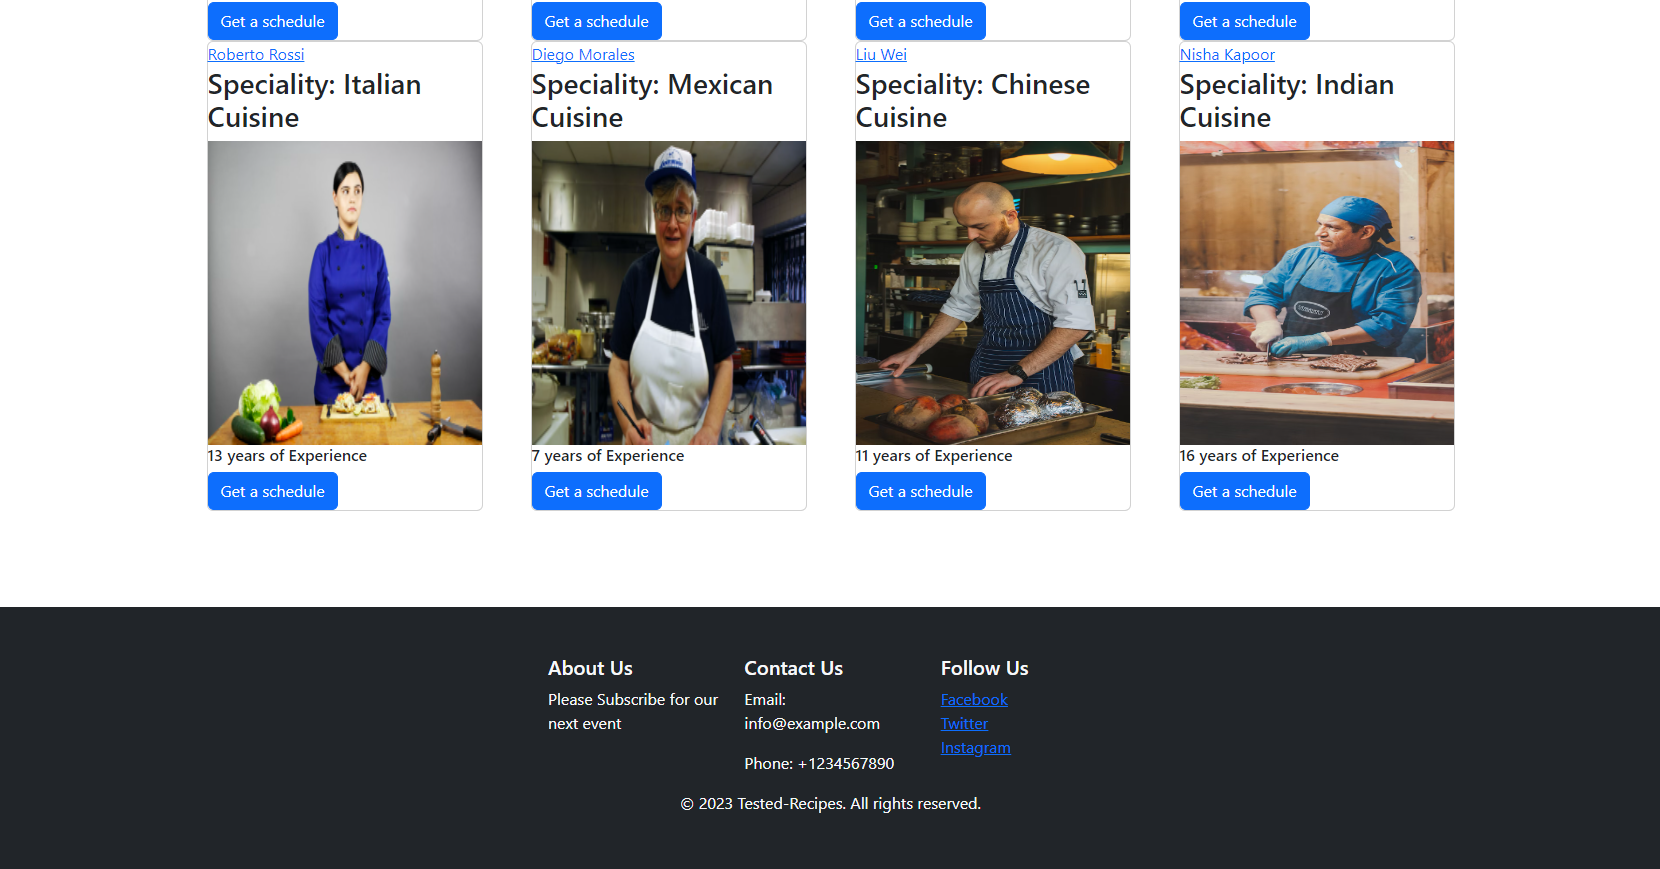 Get a schedule
Get a schedule
Get a schedule
Get a schedule
Roberto Rossi
Speciality: Italian
Cuisine
13 years of Experience
Get a schedule
Diego Morales
Speciality: Mexican
Cuisine
7 years of Experience
Get a schedule
Liu Wei
Speciality: Chinese
Cuisine
11 years of Experience
Get a schedule
Nisha Kapoor
Speciality: Indian
Cuisine
16 years of Experience
Get a schedule
About Us
Please Subscribe for our
next event
Contact Us
Email:
info@example.com
Phone: +1234567890
Follow Us
Facebook
Twitter
Instagram
© 2023 Tested-Recipes. All rights reserved.